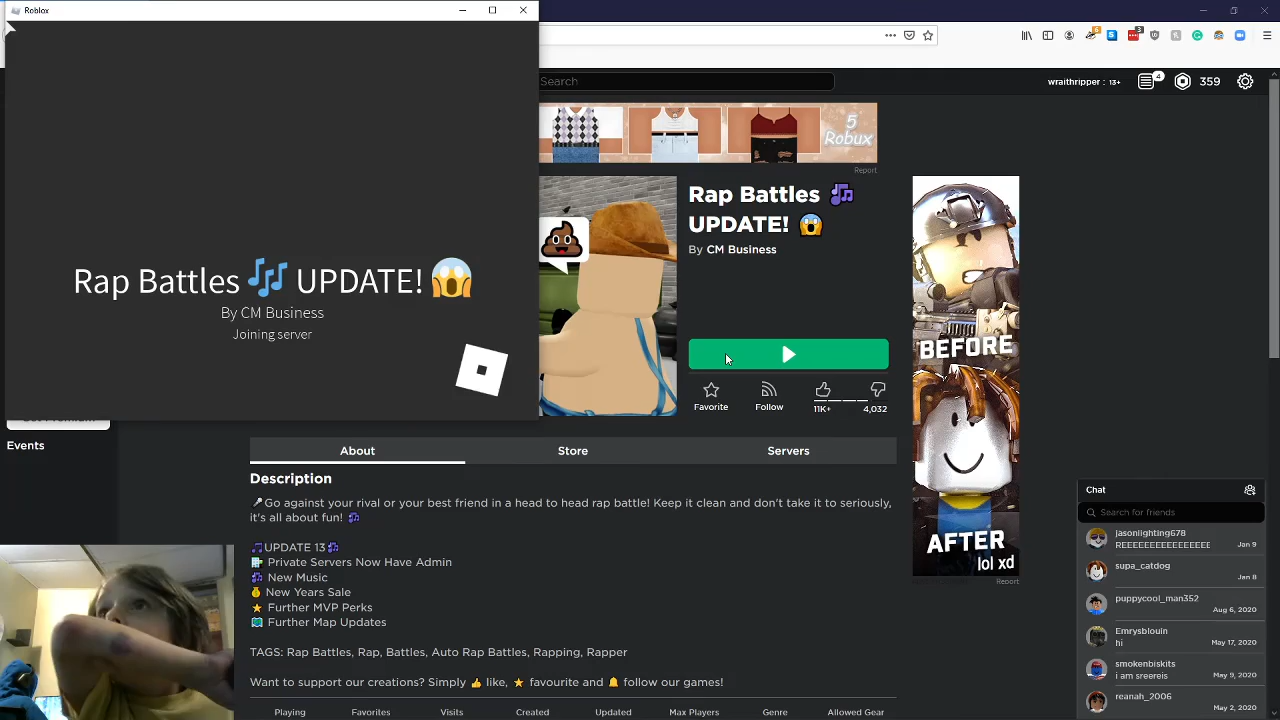 Roblox
6
3
Search
wraithripper : 13+
4
359
5
Robux
Report
Rap Battles 🎶
UPDATE! 😱
By CM Business
Rap Battles 🎶 UPDATE! 😱
By CM Business
Joining server
BEFORE
AFTER
lol xd
Report
Favorite
Follow
11K+
4,032
Events
About
Store
Servers
Description
🎤Go against your rival or your best friend in a head to head rap battle! Keep it clean and don't take it to seriously,
it's all about fun! 🎶
🎵UPDATE 13🎶
Private Servers Now Have Admin
🎶 New Music
💰 New Years Sale
⭐ Further MVP Perks
🗺️ Further Map Updates
TAGS: Rap Battles, Rap, Battles, Auto Rap Battles, Rapping, Rapper
Want to support our creations? Simply 👍 like, ⭐ favourite and 🔔 follow our games!
Playing
Favorites
Visits
Created
Updated
Max Players
Genre
Allowed Gear
Chat
Search for friends
jasonlighting678
REEEEEEEEEEEEEEEEE
Jan 9
supa_catdog
Jan 8
puppycool_man352
Aug 6, 2020
Emrysblouin
hi
May 17, 2020
smokenbiskits
i am sreereis
May 9, 2020
reanah_2006
May 2, 2020